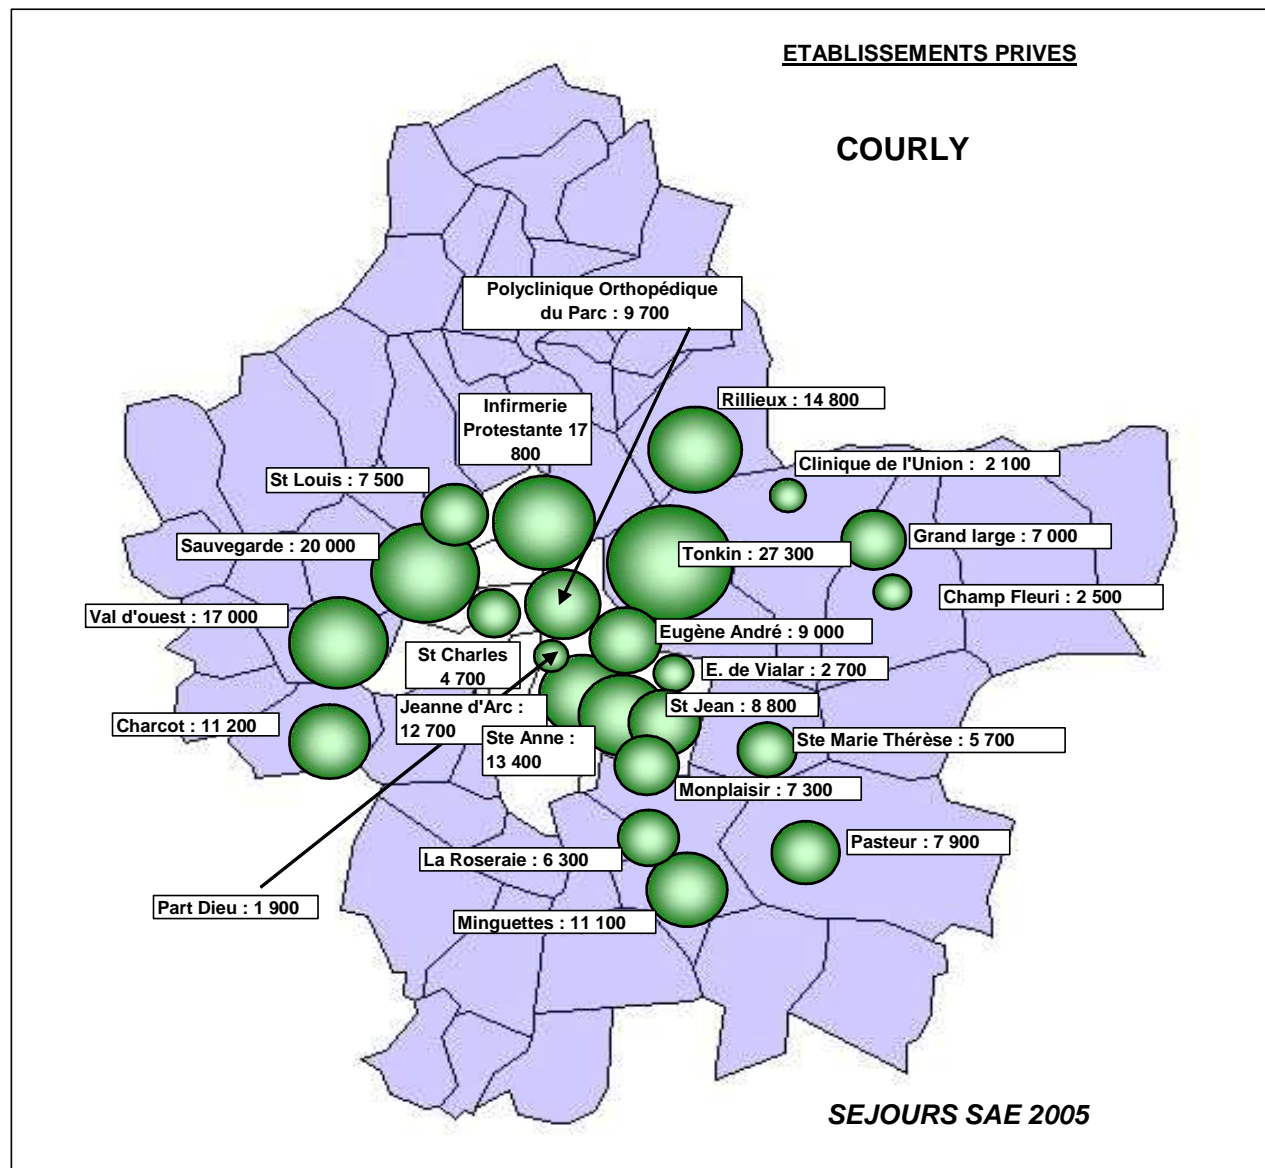 ETABLISSEMENTS PRIVES
COURLY
Polyclinique Orthopédique
du Parc : 9 700
Rillieux : 14 800
Infirmerie
Protestante 17
800
Clinique de l'Union : 2 100
St Louis : 7 500
Grand large : 7 000
Sauvegarde : 20 000
Tonkin : 27 300
Champ Fleuri : 2 500
Val d'ouest : 17 000
Eugène André : 9 000
St Charles
4 700
E. de Vialar : 2 700
Jeanne d'Arc :
12 700
St Jean : 8 800
Charcot : 11 200
Ste Anne :
13 400
Ste Marie Thérèse : 5 700
Monplaisir : 7 300
Pasteur : 7 900
La Roseraie : 6 300
Part Dieu : 1 900
Minguettes : 11 100
SEJOURS SAE 2005